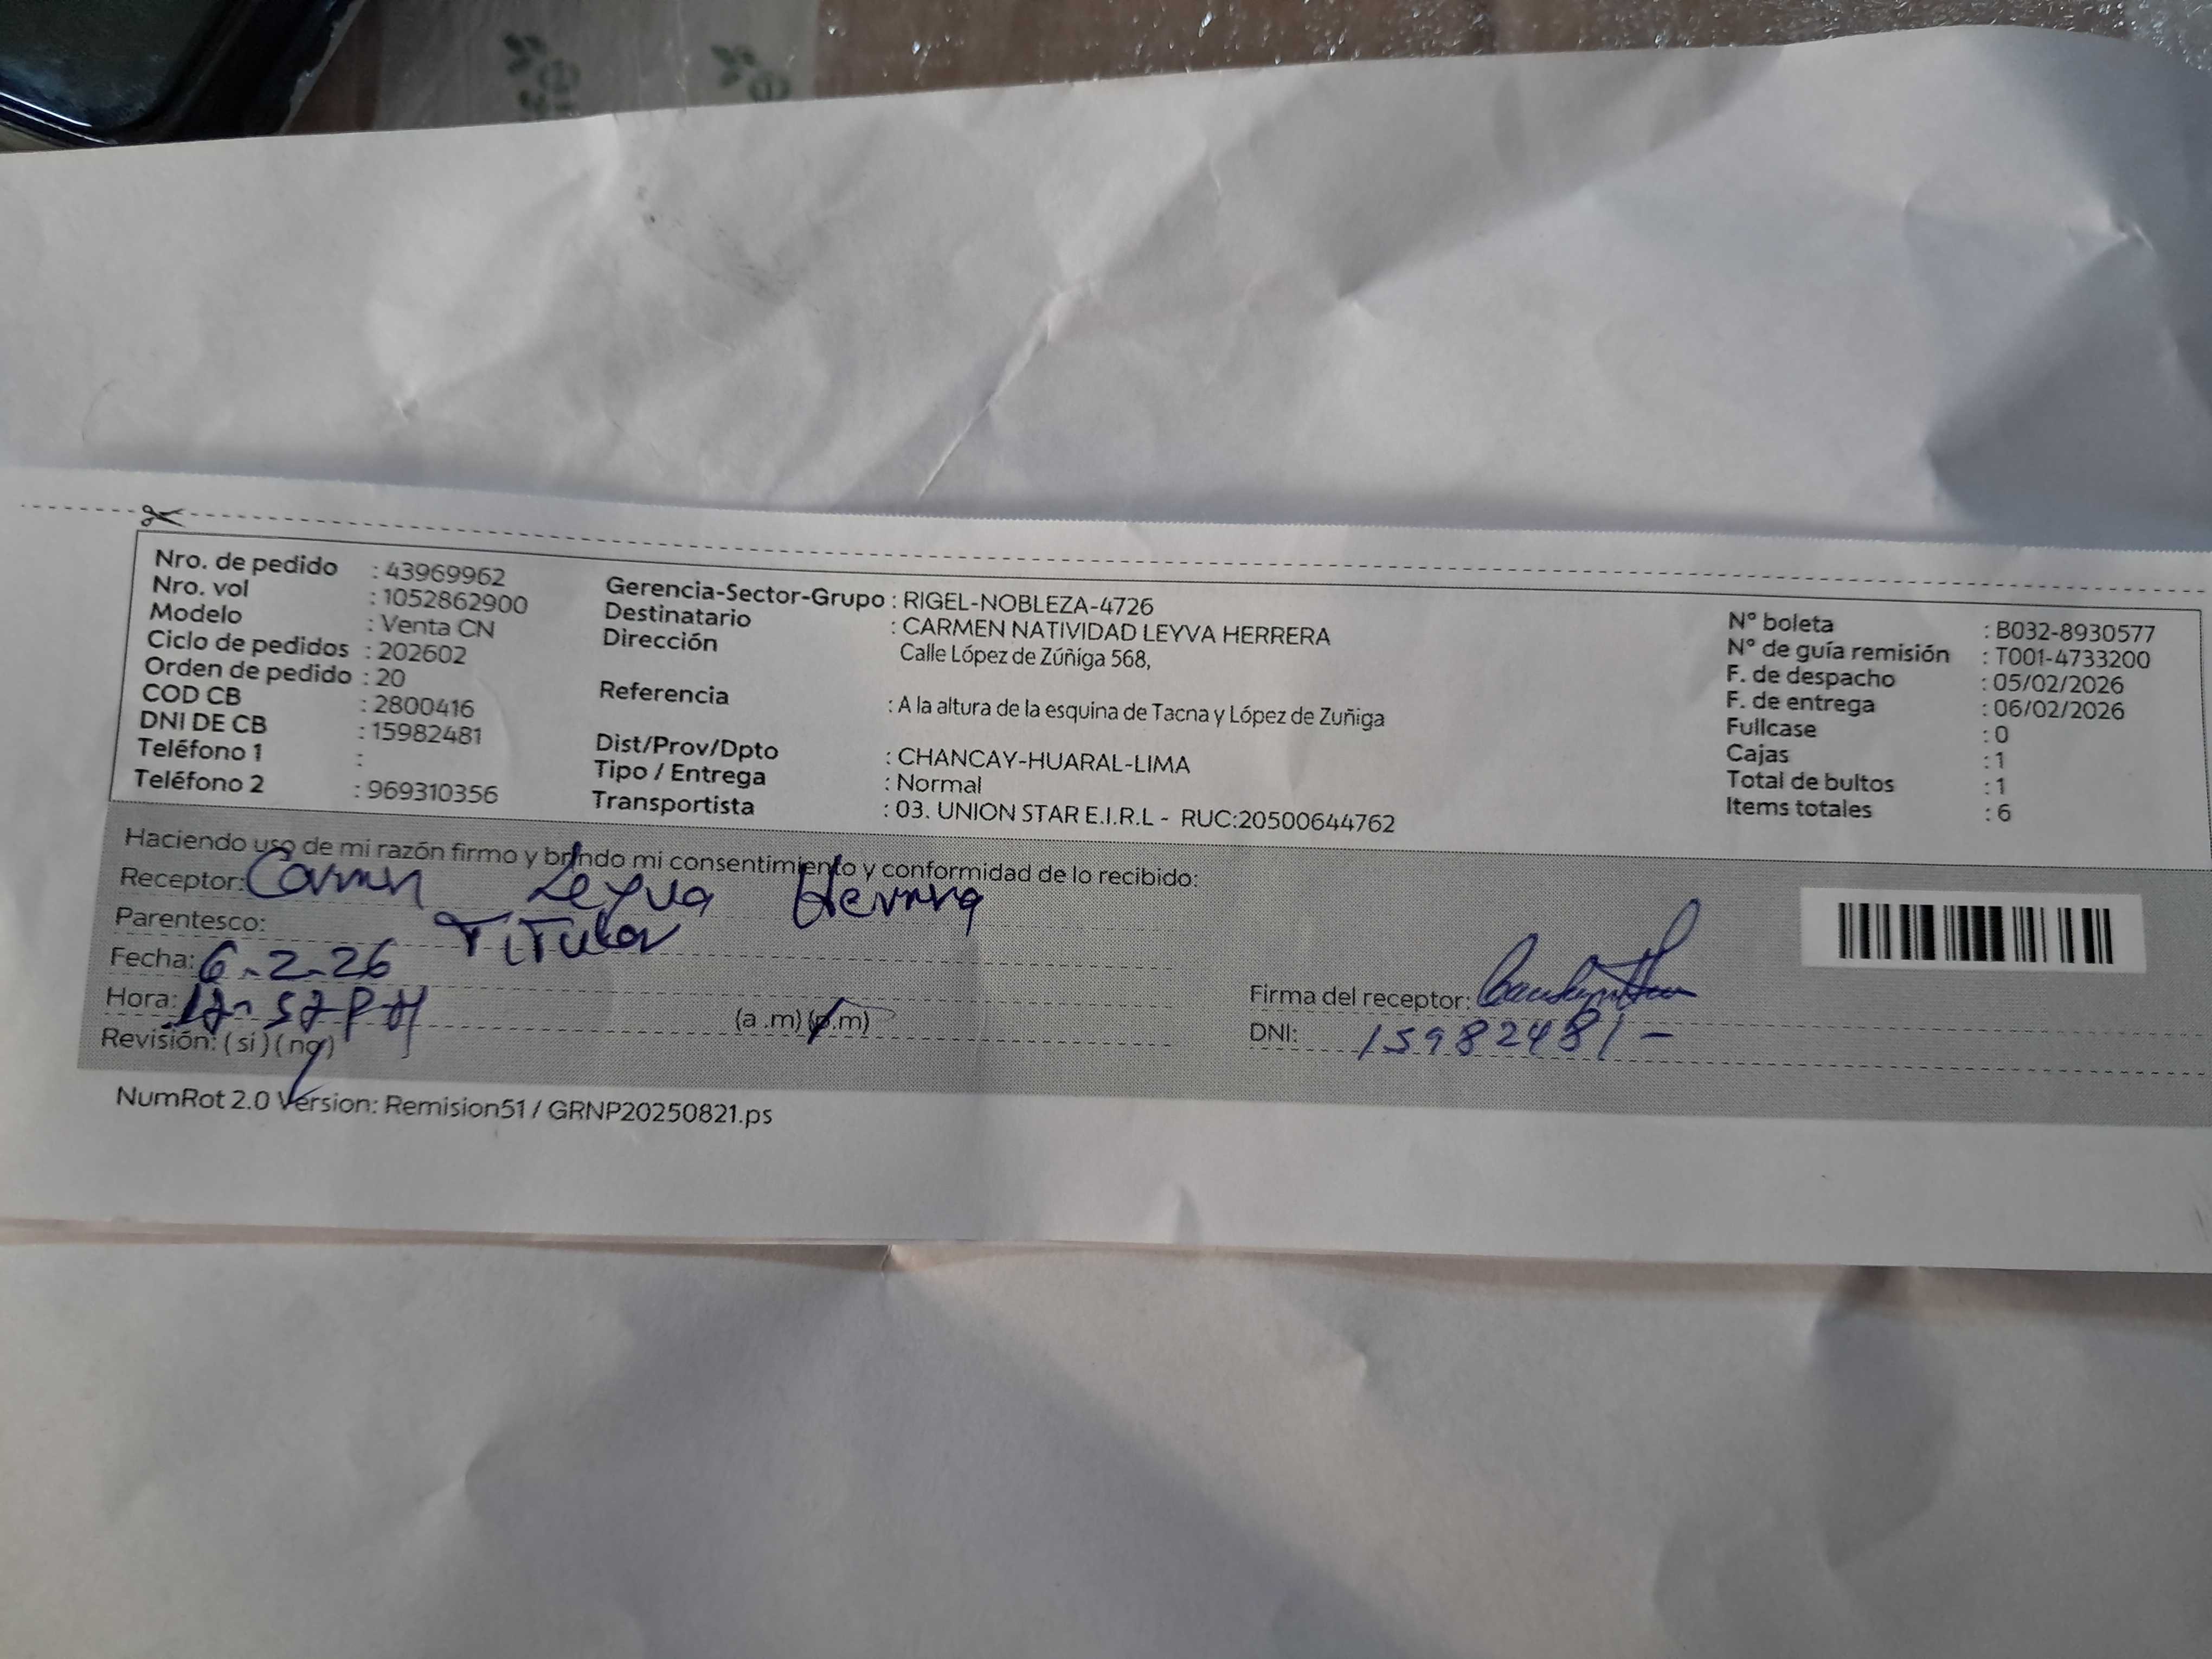 Nro. de pedido : 43969962
Nro. vol : 1052862900
Modelo : Venta CN
Ciclo de pedidos : 202602
Orden de pedido : 20
COD CB : 2800416
DNI DE CB : 15982481
Teléfono 1 :
Teléfono 2 : 969310356
Gerencia-Sector-Grupo : RIGEL-NOBLEZA-4726
Destinatario : CARMEN NATIVIDAD LEYVA HERRERA
Dirección Calle López de Zúñiga 568,
Referencia : A la altura de la esquina de Tacna y López de Zuñiga
Dist/Prov/Dpto : CHANCAY-HUARAL-LIMA
Tipo / Entrega : Normal
Transportista : 03. UNION STAR E.I.R.L - RUC:20500644762
N° boleta : B032-8930577
N° de guía remisión : T001-4733200
F. de despacho : 05/02/2026
F. de entrega : 06/02/2026
Fullcase : 0
Cajas : 1
Total de bultos : 1
Items totales : 6
Haciendo uso de mi razón firmo y brindo mi consentimiento y conformidad de lo recibido:
Receptor: Carmen Leyva Herrera
Parentesco: Titular
Fecha: 6-2-26
Hora: (a .m) (p.m)
Revisión: ( si ) ( no )
Firma del receptor:
DNI: 15982481-
NumRot 2.0 Version: Remision51 / GRNP20250821.ps